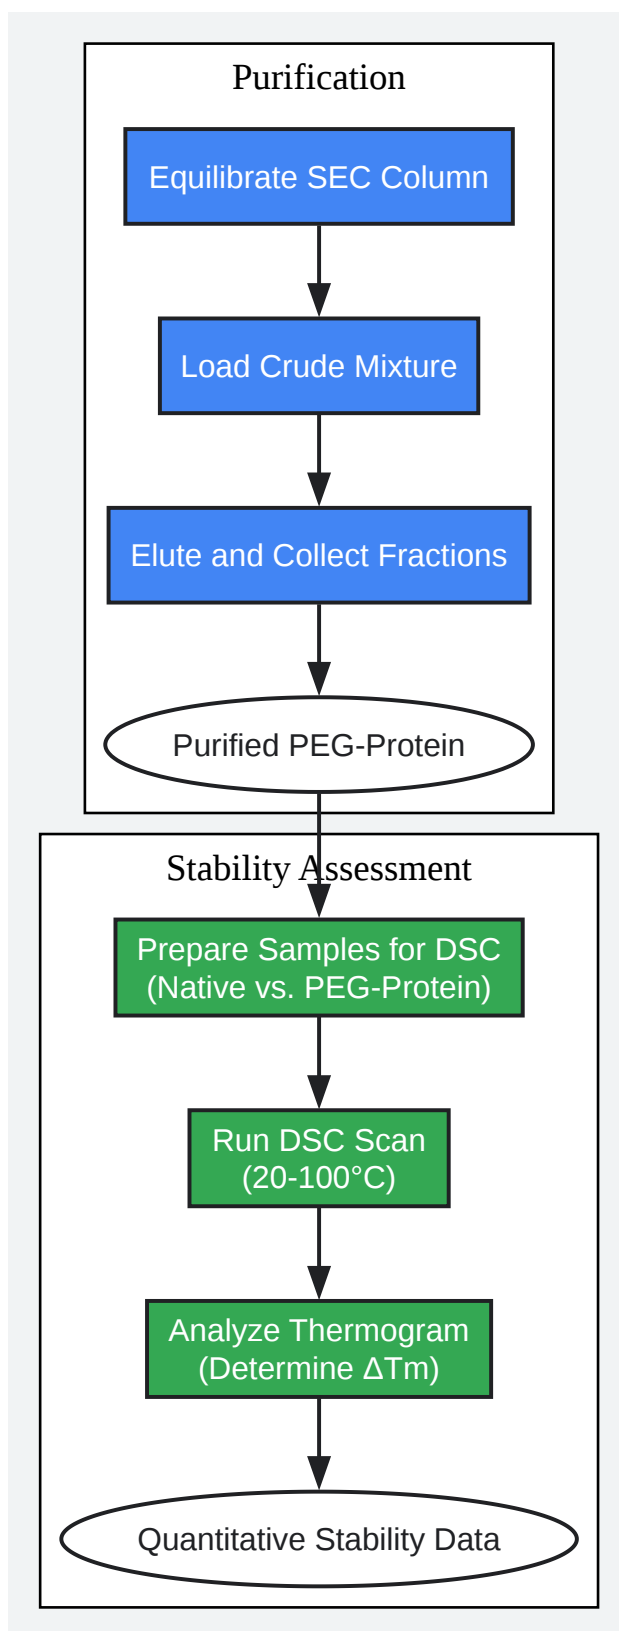 Purification
Equilibrate SEC Column
Load Crude Mixture
Elute and Collect Fractions
Purified PEG-Protein
Stability Assessment
Prepare Samples for DSC
(Native vs. PEG-Protein)
Run DSC Scan
(20-100°C)
Analyze Thermogram
(Determine ΔTm)
Quantitative Stability Data